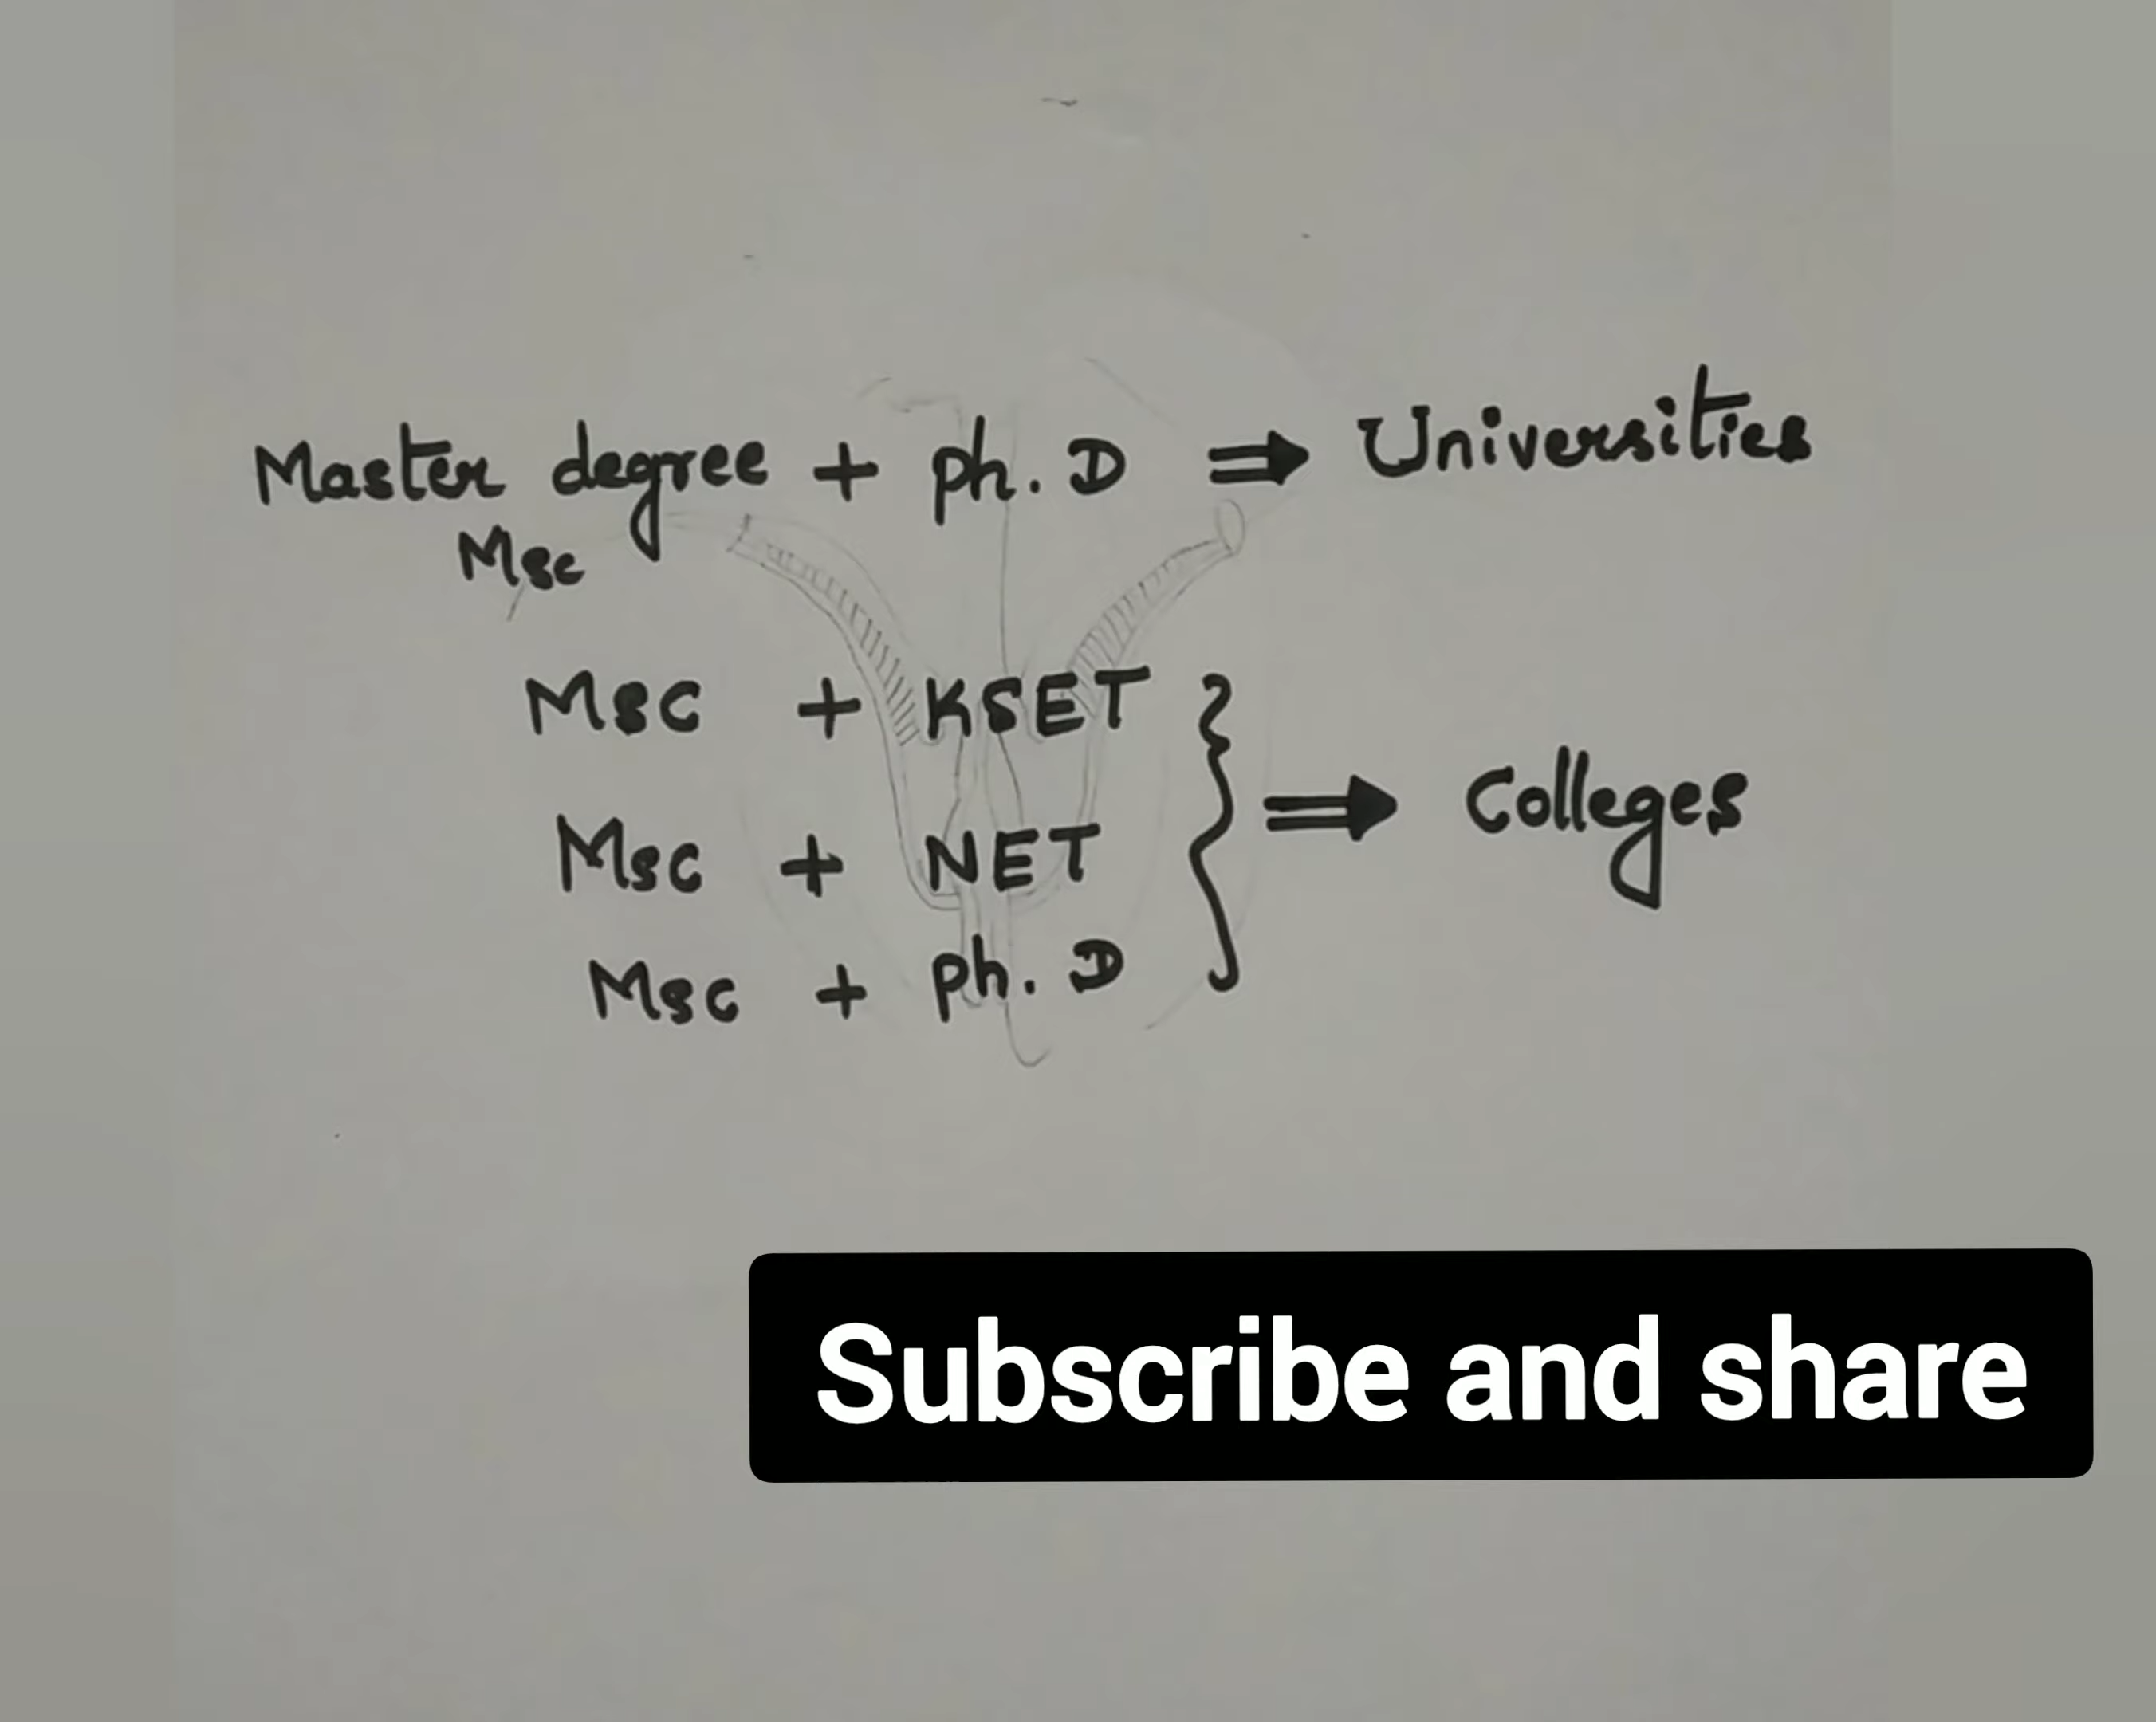 Master degree + ph. D ⇒ Universities
Msc
Msc + KSET
Msc + NET
Msc + ph. D
} ⇒ Colleges
Subscribe and share